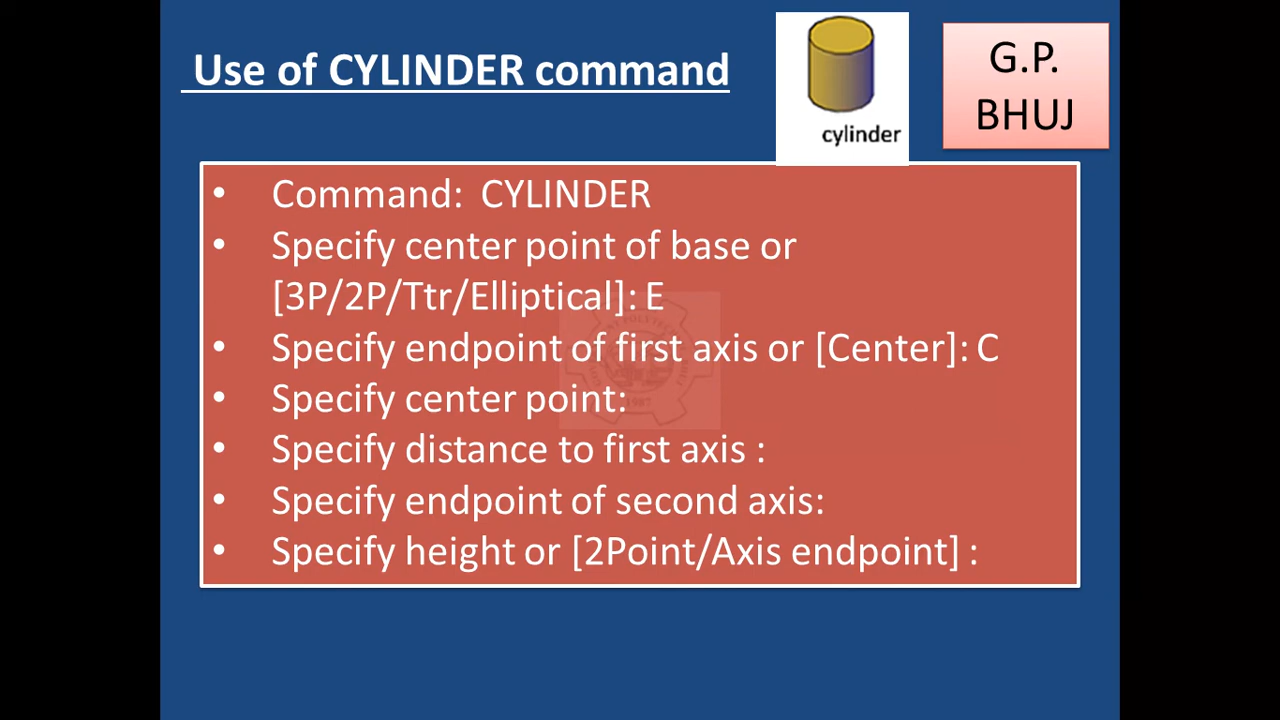 Use of CYLINDER command
cylinder
G.P.
BHUJ
• Command: CYLINDER
• Specify center point of base or
[3P/2P/Ttr/Elliptical]: E
• Specify endpoint of first axis or [Center]: C
• Specify center point:
• Specify distance to first axis :
• Specify endpoint of second axis:
• Specify height or [2Point/Axis endpoint] :
1987